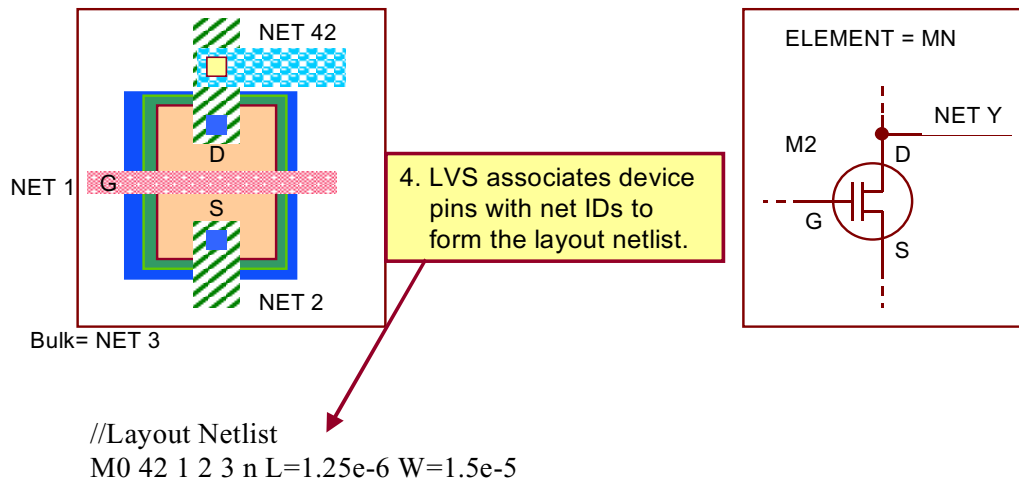 NET 42
D
NET 1
G
S
NET 2
Bulk= NET 3
4. LVS associates device
pins with net IDs to
form the layout netlist.
ELEMENT = MN
NET Y
M2
D
G
S
//Layout Netlist
M0 42 1 2 3 n L=1.25e-6 W=1.5e-5